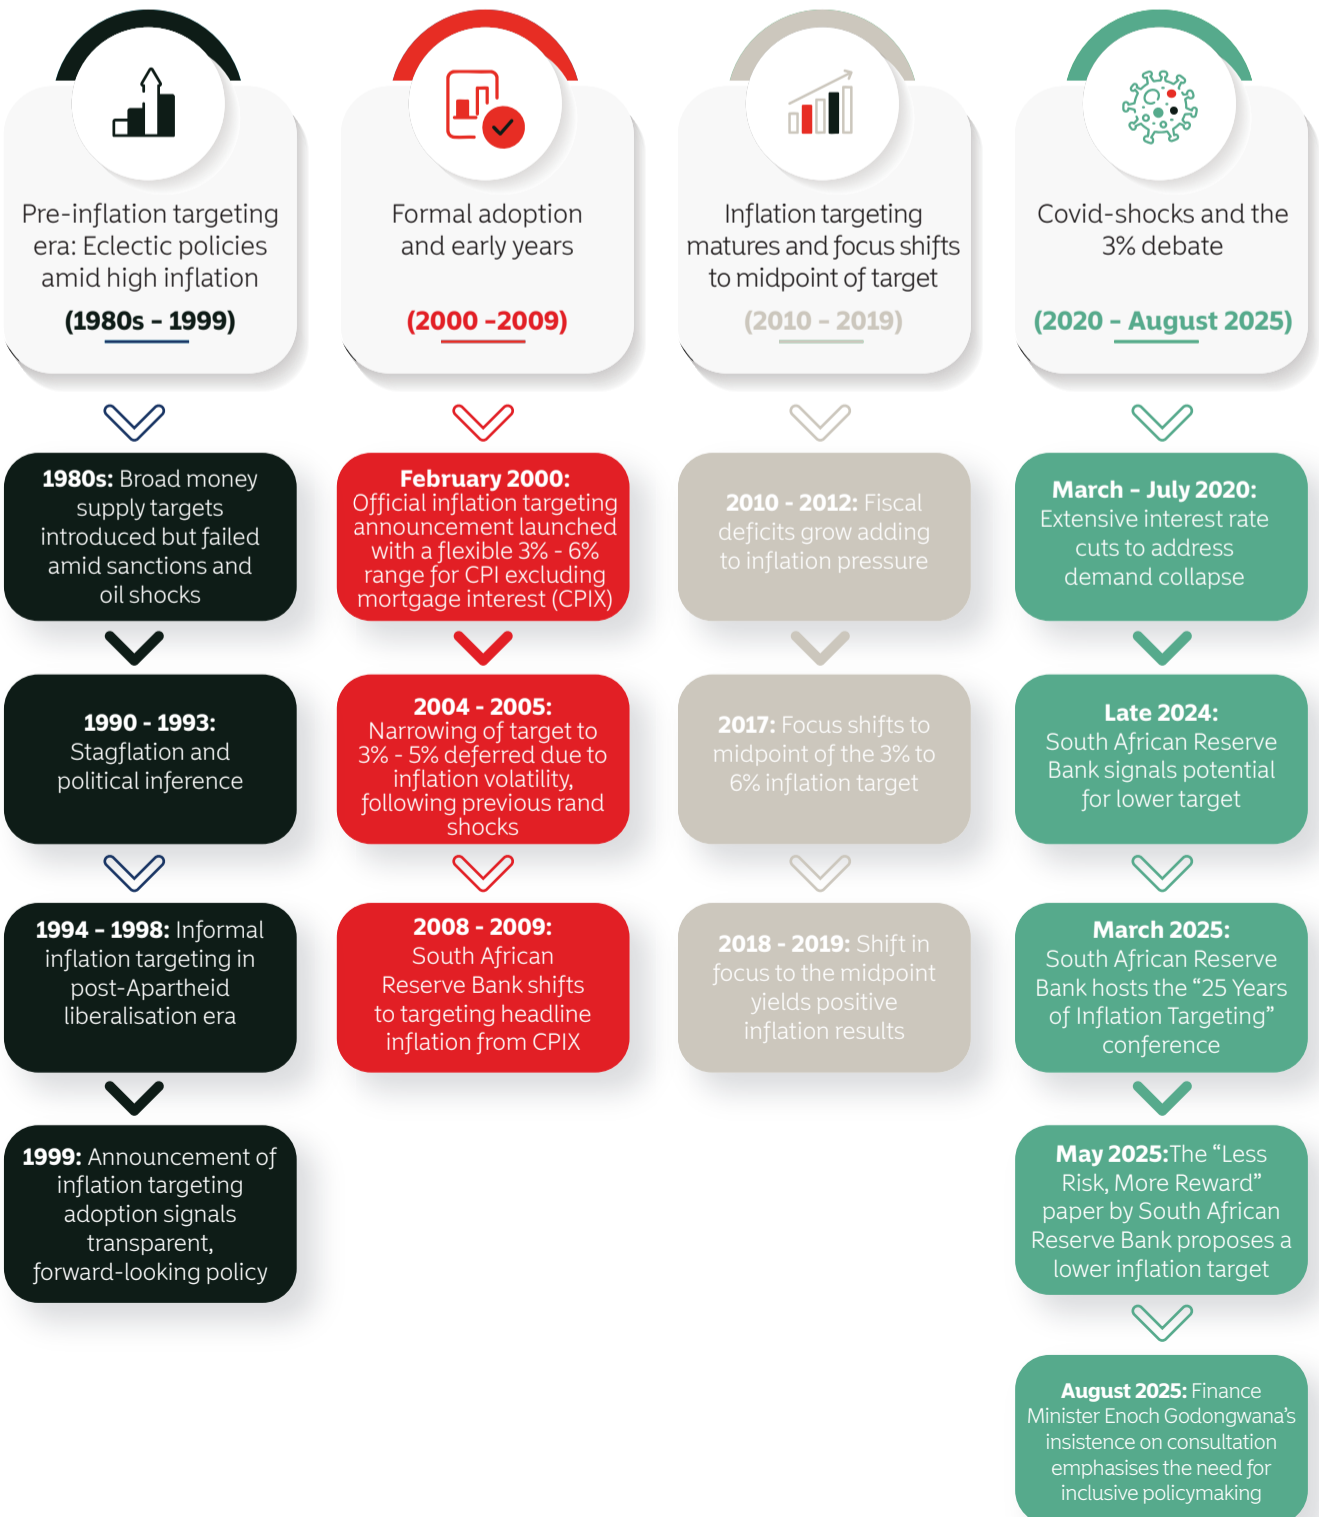 Pre-inflation targeting
era: Eclectic policies
amid high inflation
(1980s – 1999)
1980s: Broad money
supply targets
introduced but failed
amid sanctions and
oil shocks
1990 - 1993:
Stagflation and
political inference
1994 – 1998: Informal
inflation targeting in
post-Apartheid
liberalisation era
1999: Announcement of
inflation targeting
adoption signals
transparent,
forward-looking policy
Formal adoption
and early years
(2000 –2009)
February 2000:
Official inflation targeting
announcement launched
with a flexible 3% - 6%
range for CPI excluding
mortgage interest (CPIX)
2004 - 2005:
Narrowing of target to
3% - 5% deferred due to
inflation volatility,
following previous rand
shocks
2008 - 2009:
South African
Reserve Bank shifts
to targeting headline
inflation from CPIX
Inflation targeting
matures and focus shifts
to midpoint of target
(2010 – 2019)
2010 - 2012: Fiscal
deficits grow adding
to inflation pressure
2017: Focus shifts to
midpoint of the 3% to
6% inflation target
2018 - 2019: Shift in
focus to the midpoint
yields positive
inflation results
Covid-shocks and the
3% debate
(2020 – August 2025)
March – July 2020:
Extensive interest rate
cuts to address
demand collapse
Late 2024:
South African Reserve
Bank signals potential
for lower target
March 2025:
South African Reserve
Bank hosts the “25 Years
of Inflation Targeting”
conference
May 2025:The “Less
Risk, More Reward”
paper by South African
Reserve Bank proposes a
lower inflation target
August 2025: Finance
Minister Enoch Godongwana’s
insistence on consultation
emphasises the need for
inclusive policymaking